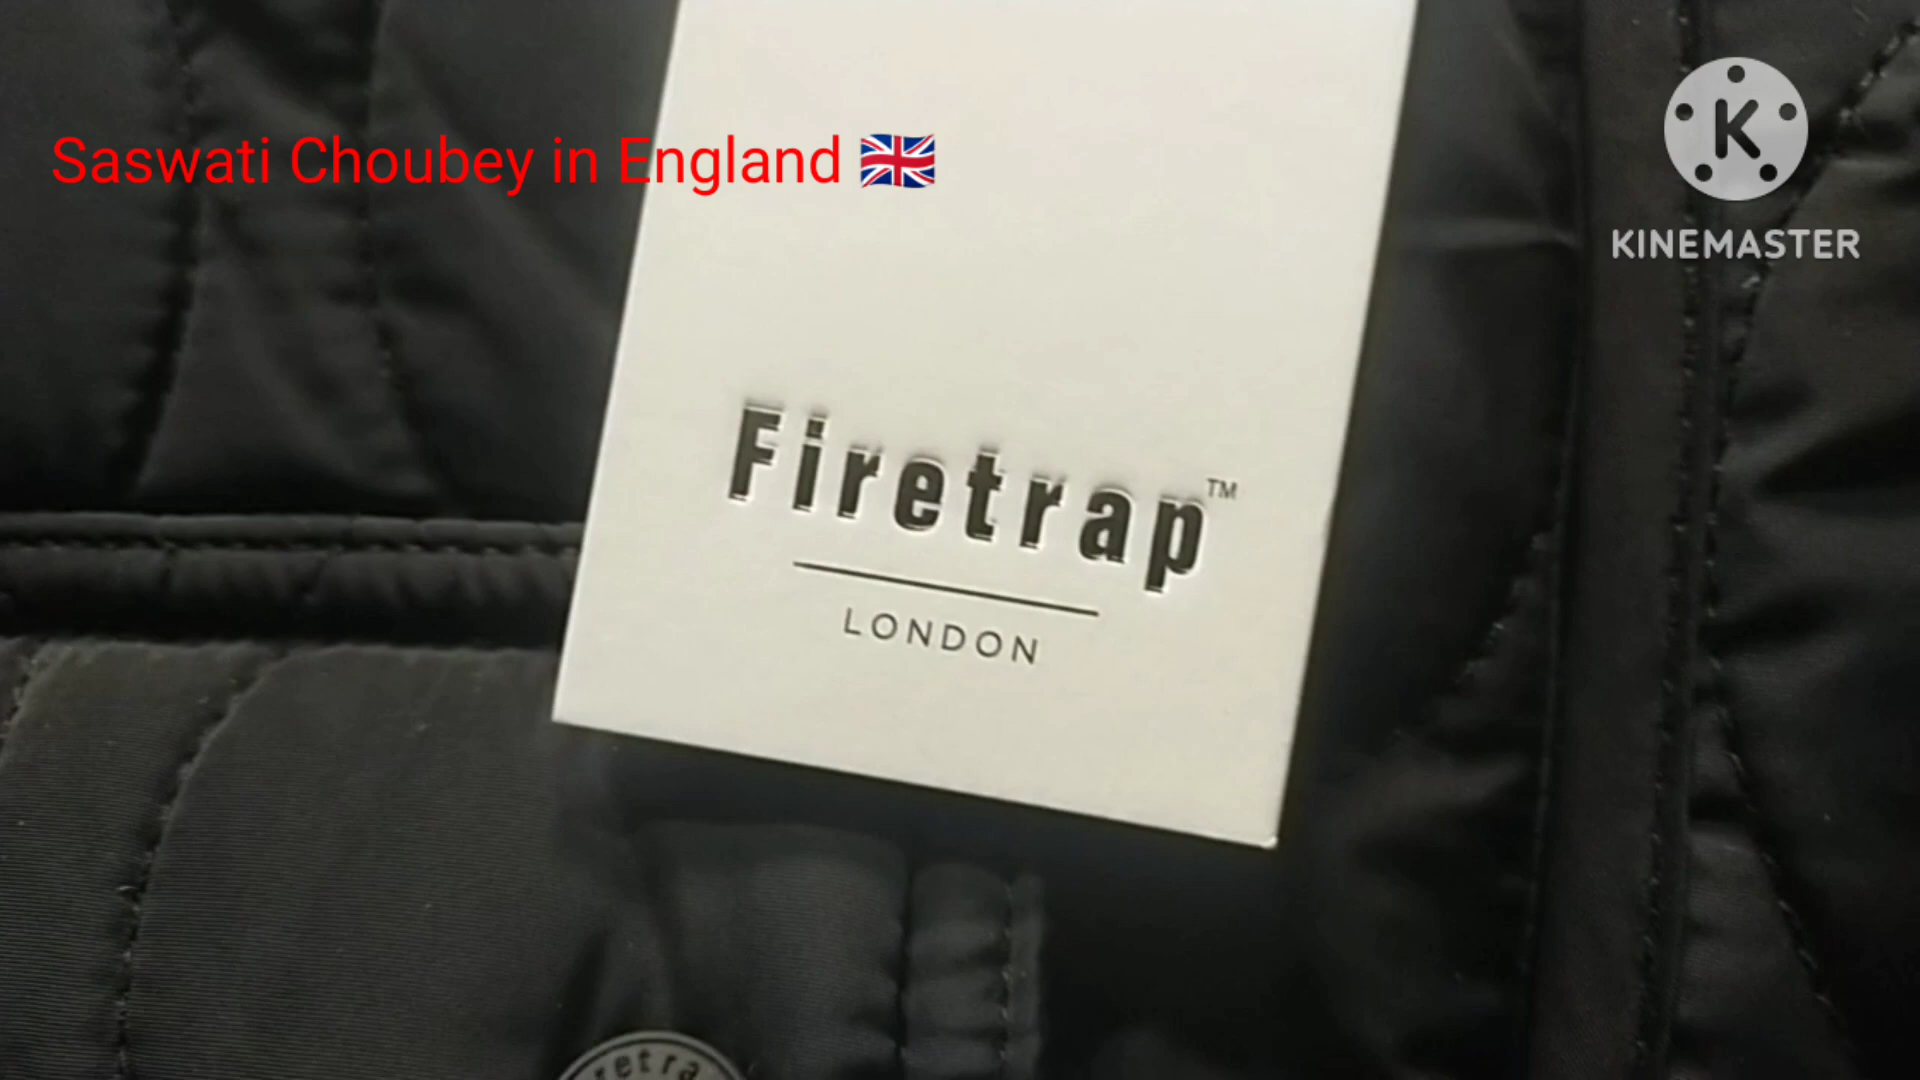 Saswati Choubey in England 🇬🇧
KINEMASTER
Firetrap™
LONDON